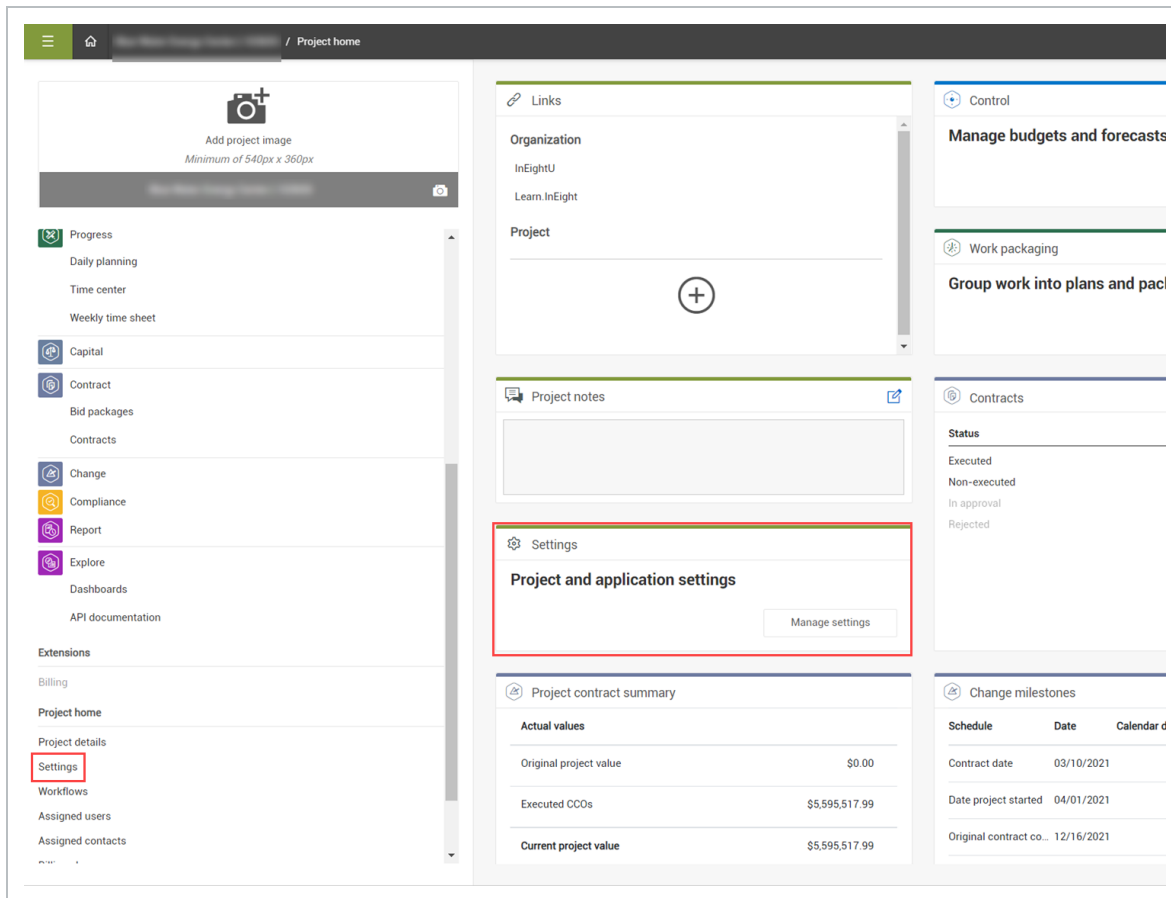 / Project home
Add project image
Minimum of 540px x 360px
Progress
Daily planning
Time center
Weekly time sheet
Capital
Contract
Bid packages
Contracts
Change
Compliance
Report
Explore
Dashboards
API documentation
Extensions
Billing
Project home
Project details
Settings
Workflows
Assigned users
Assigned contacts
Links
Organization
InEightU
Learn.InEight
Project
Project notes
Settings
Project and application settings
Manage settings
Project contract summary
Actual values
Original project value $0.00
Executed CCOs $5,595,517.99
Current project value $5,595,517.99
Control
Manage budgets and forecasts
Work packaging
Group work into plans and pac
Contracts
Status
Executed
Non-executed
In approval
Rejected
Change milestones
Schedule Date Calendar d
Contract date 03/10/2021
Date project started 04/01/2021
Original contract co... 12/16/2021